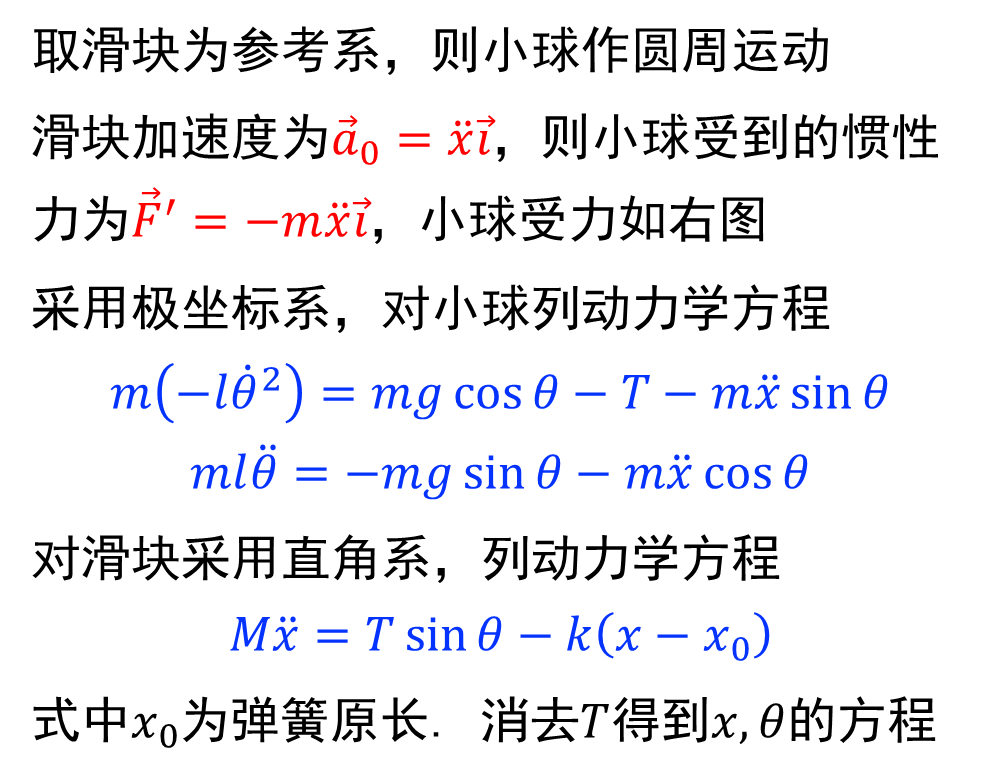 取滑块为参考系，则小球作圆周运动
滑块加速度为$\vec{a}_0 = \ddot{x}\vec{\imath}$，则小球受到的惯性
力为$\vec{F}' = -m\ddot{x}\vec{\imath}$，小球受力如右图
采用极坐标系，对小球列动力学方程
$m(-l\dot{\theta}^2) = mg\cos\theta - T - m\ddot{x}\sin\theta$
$ml\ddot{\theta} = -mg\sin\theta - m\ddot{x}\cos\theta$
对滑块采用直角系，列动力学方程
$M\ddot{x} = T\sin\theta - k(x - x_0)$
式中$x_0$为弹簧原长. 消去$T$得到$x, \theta$的方程